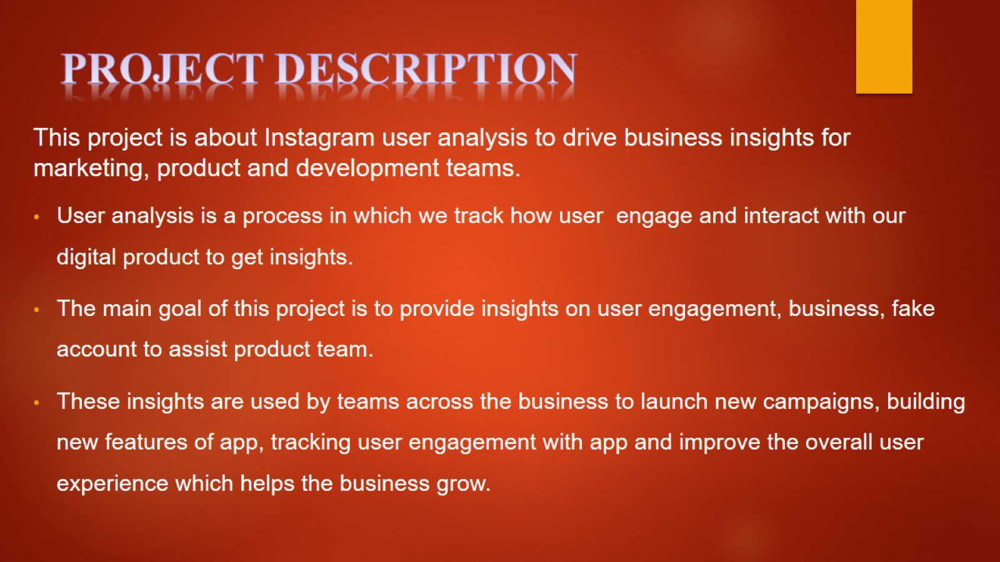 PROJECT DESCRIPTION
This project is about Instagram user analysis to drive business insights for
marketing, product and development teams.
• User analysis is a process in which we track how user  engage and interact with our
digital product to get insights.
• The main goal of this project is to provide insights on user engagement, business, fake
account to assist product team.
• These insights are used by teams across the business to launch new campaigns, building
new features of app, tracking user engagement with app and improve the overall user
experience which helps the business grow.